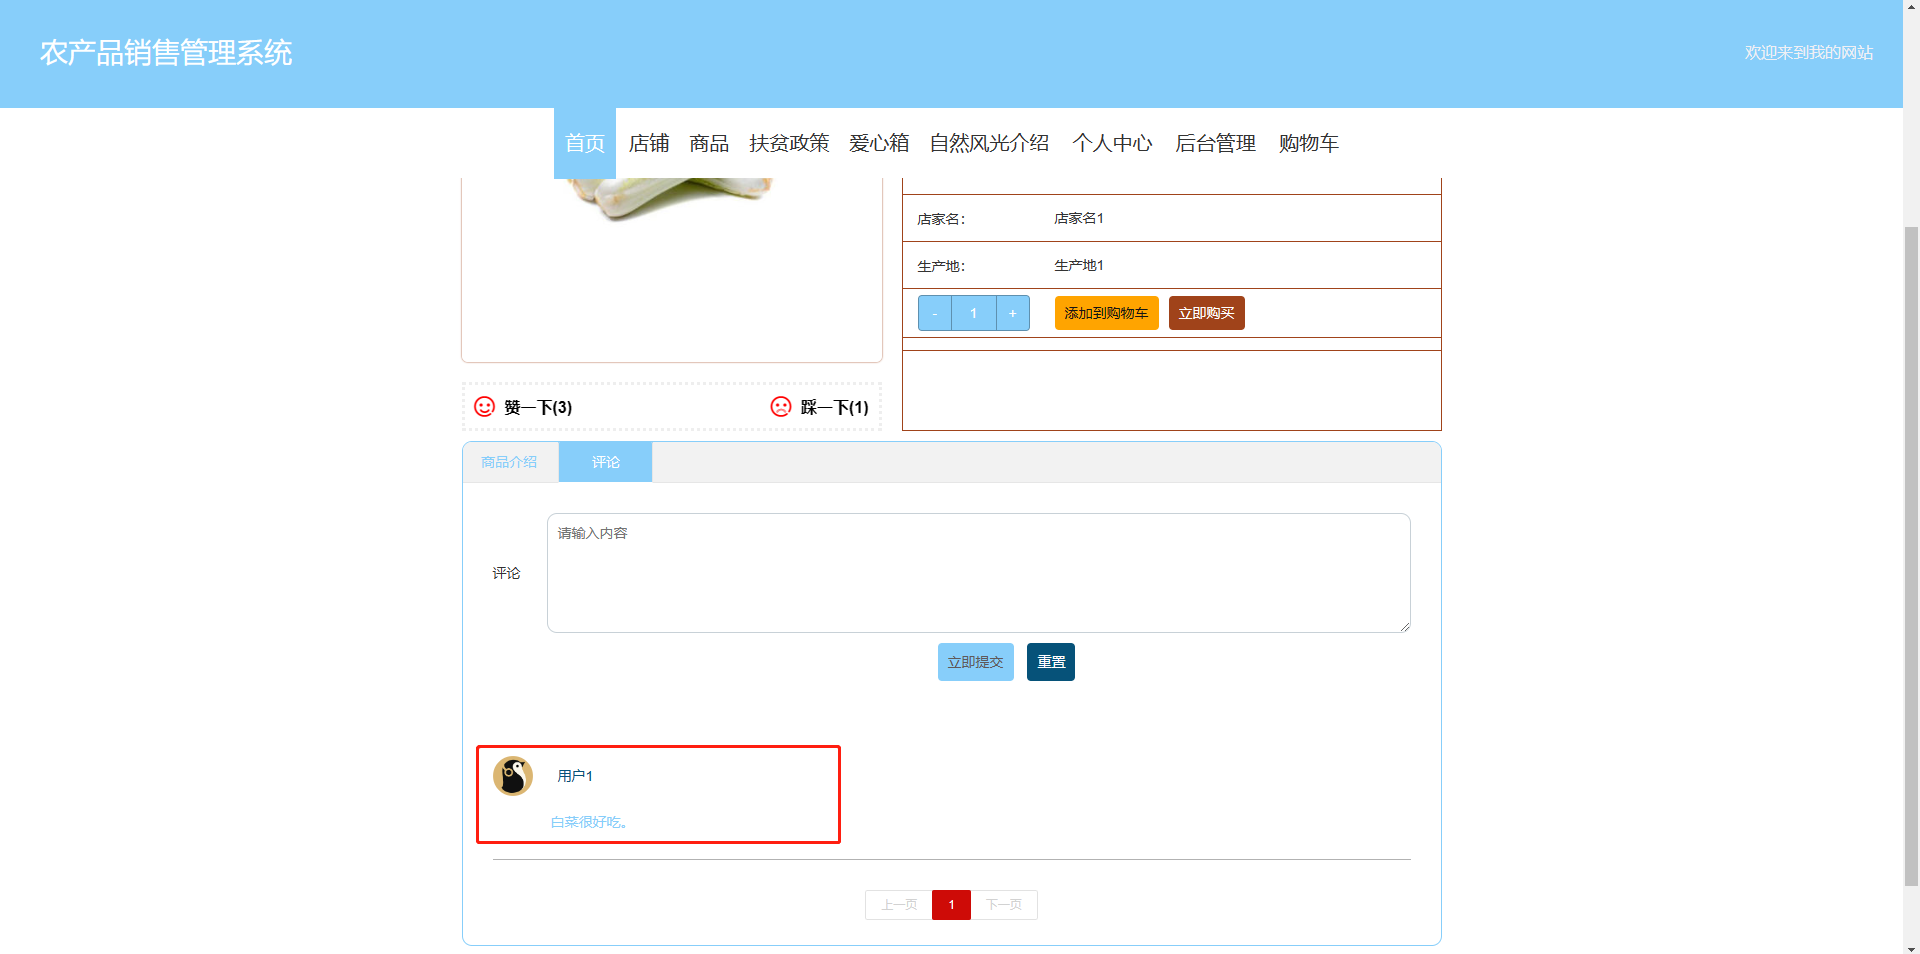 农产品销售管理系统
欢迎来到我的网站
首页 店铺 商品 扶贫政策 爱心箱 自然风光介绍 个人中心 后台管理 购物车
店家名： 店家名1
生产地： 生产地1
- 1 + 添加到购物车 立即购买
赞一下(3) 踩一下(1)
商品介绍 评论
请输入内容
评论
立即提交 重置
用户1
白菜很好吃。
上一页 1 下一页